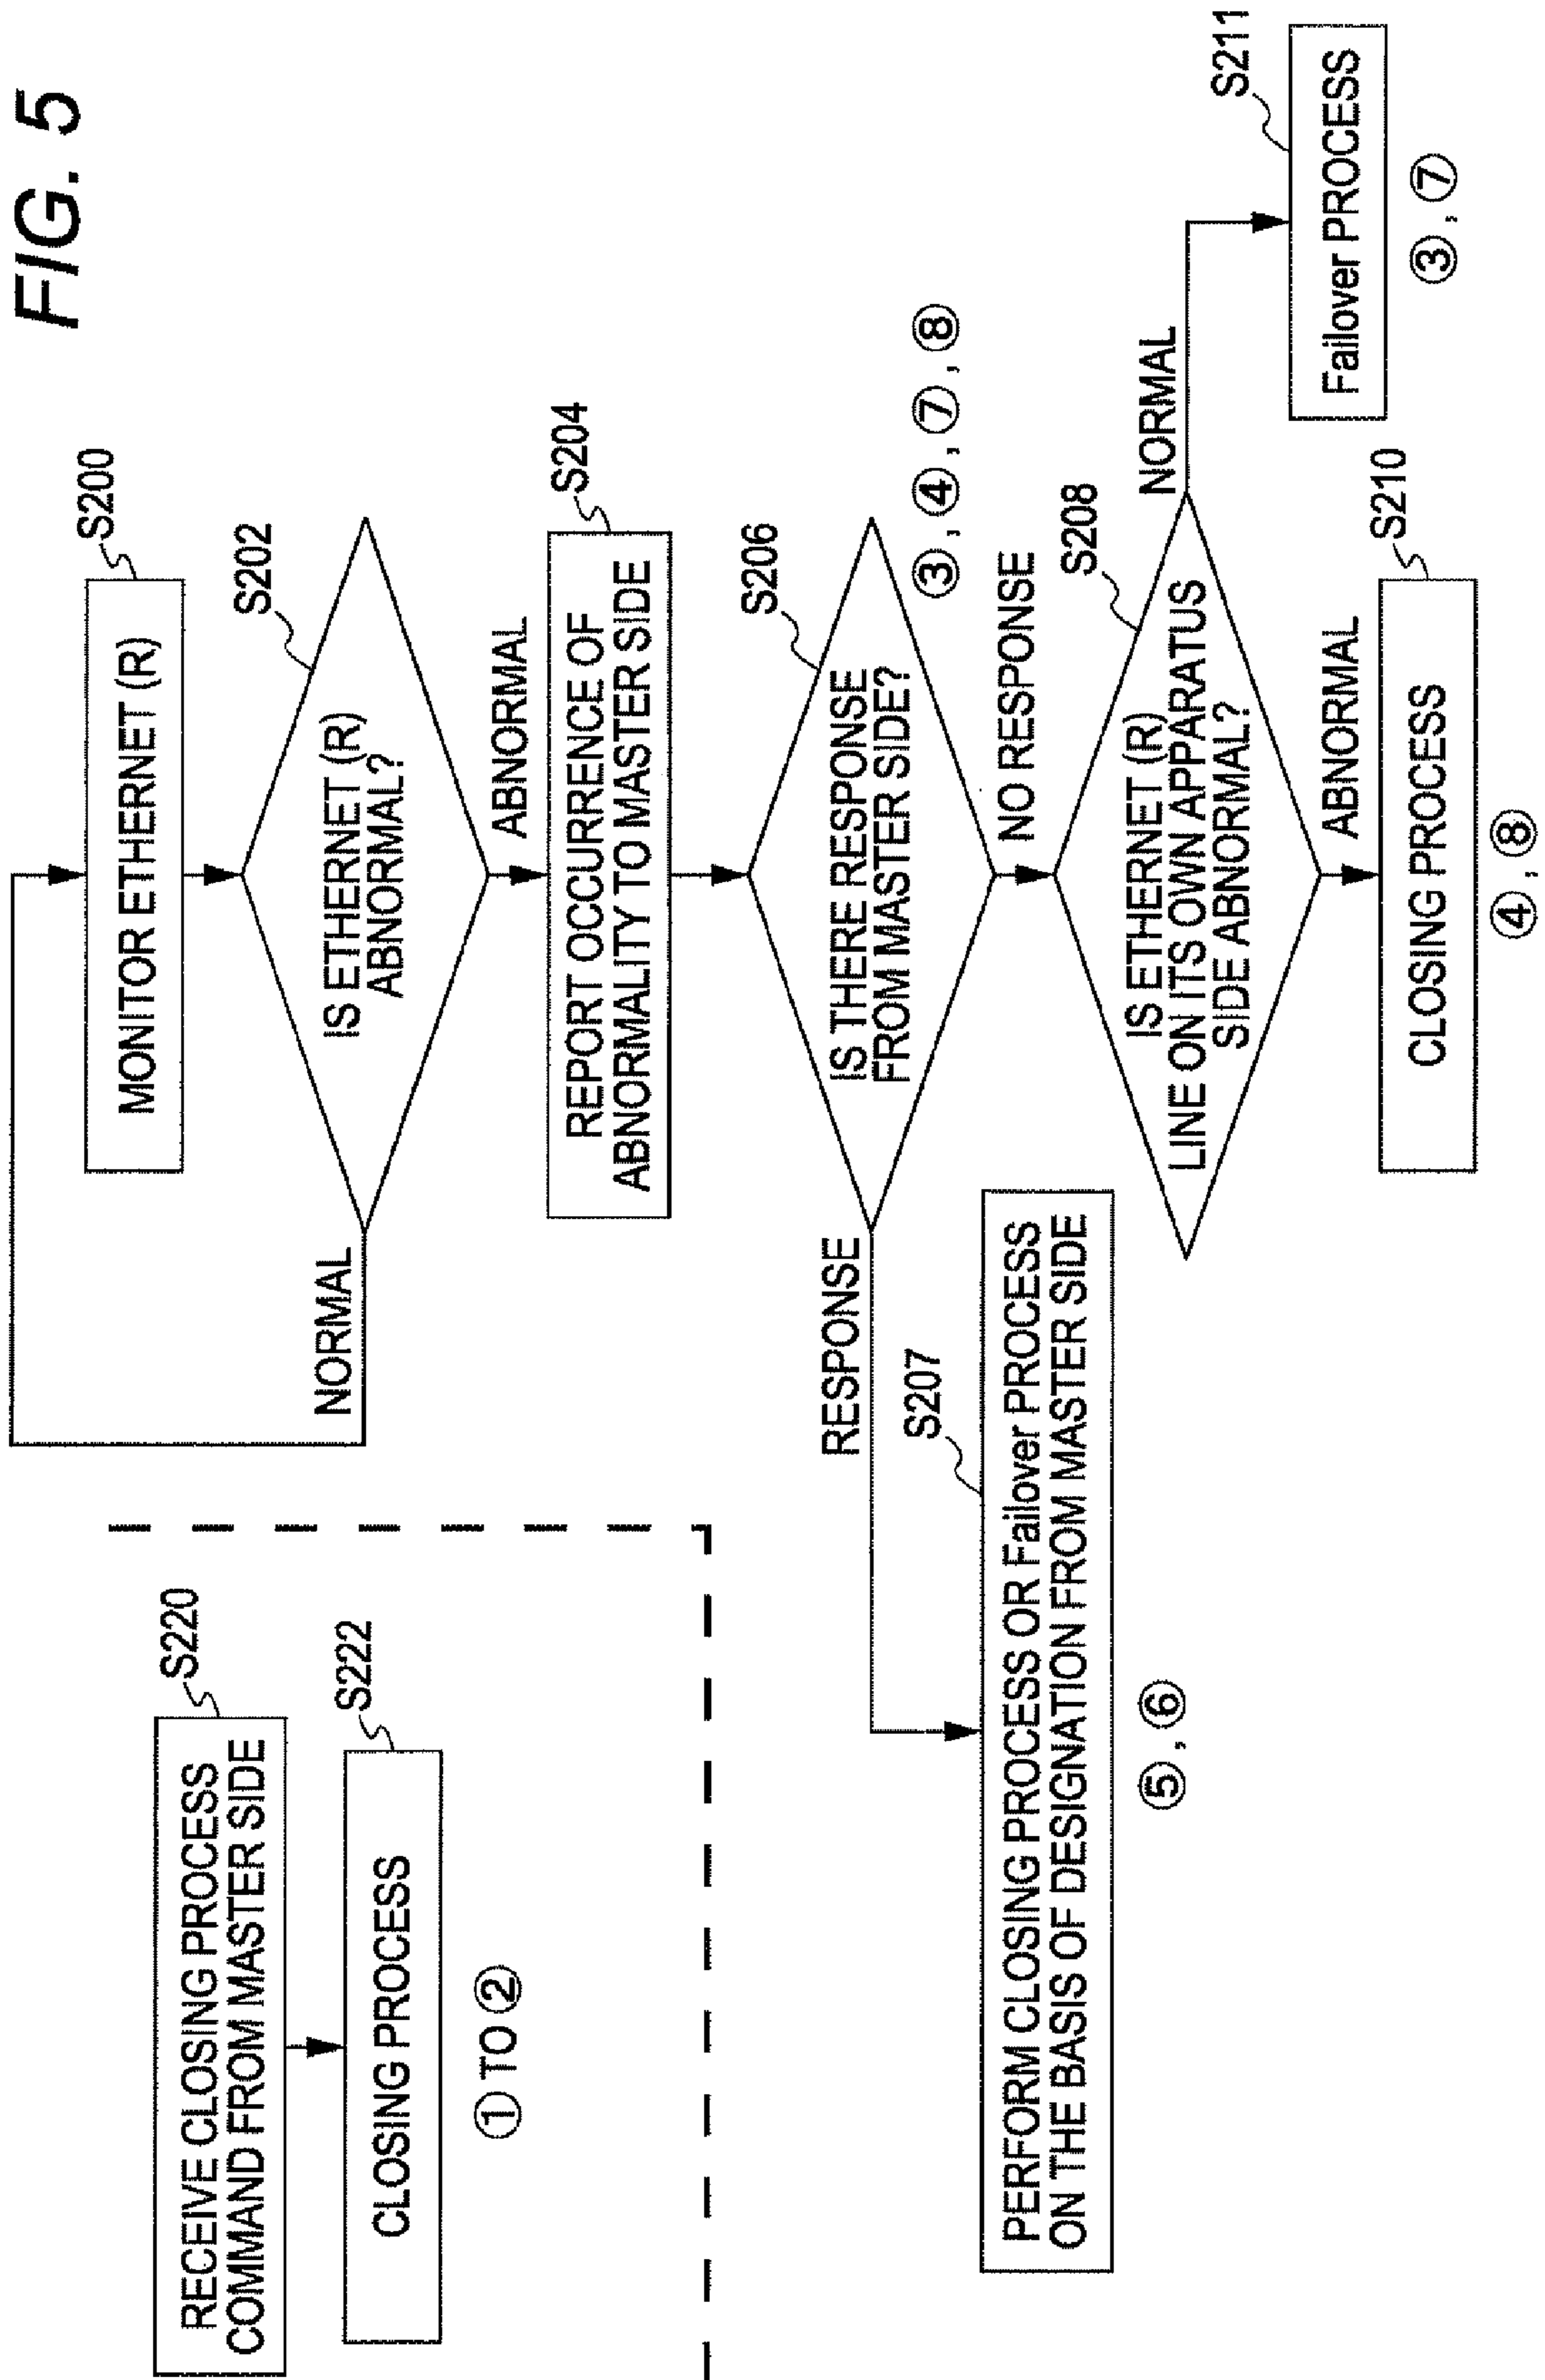 FIG. 5
S220
RECEIVE CLOSING PROCESS
COMMAND FROM MASTER SIDE
S222
CLOSING PROCESS
① TO ②
S200
MONITOR ETHERNET (R)
S202
IS ETHERNET (R)
ABNORMAL?
NORMAL
ABNORMAL
S204
REPORT OCCURRENCE OF
ABNORMALITY TO MASTER SIDE
S206
IS THERE RESPONSE
FROM MASTER SIDE?
③, ④, ⑦, ⑧
RESPONSE
NO RESPONSE
S207
PERFORM CLOSING PROCESS OR Failover PROCESS
ON THE BASIS OF DESIGNATION FROM MASTER SIDE
⑤, ⑥
S208
IS ETHERNET (R)
LINE ON ITS OWN APPARATUS
SIDE ABNORMAL?
NORMAL
ABNORMAL
S210
CLOSING PROCESS
④, ⑧
S211
Failover PROCESS
③, ⑦